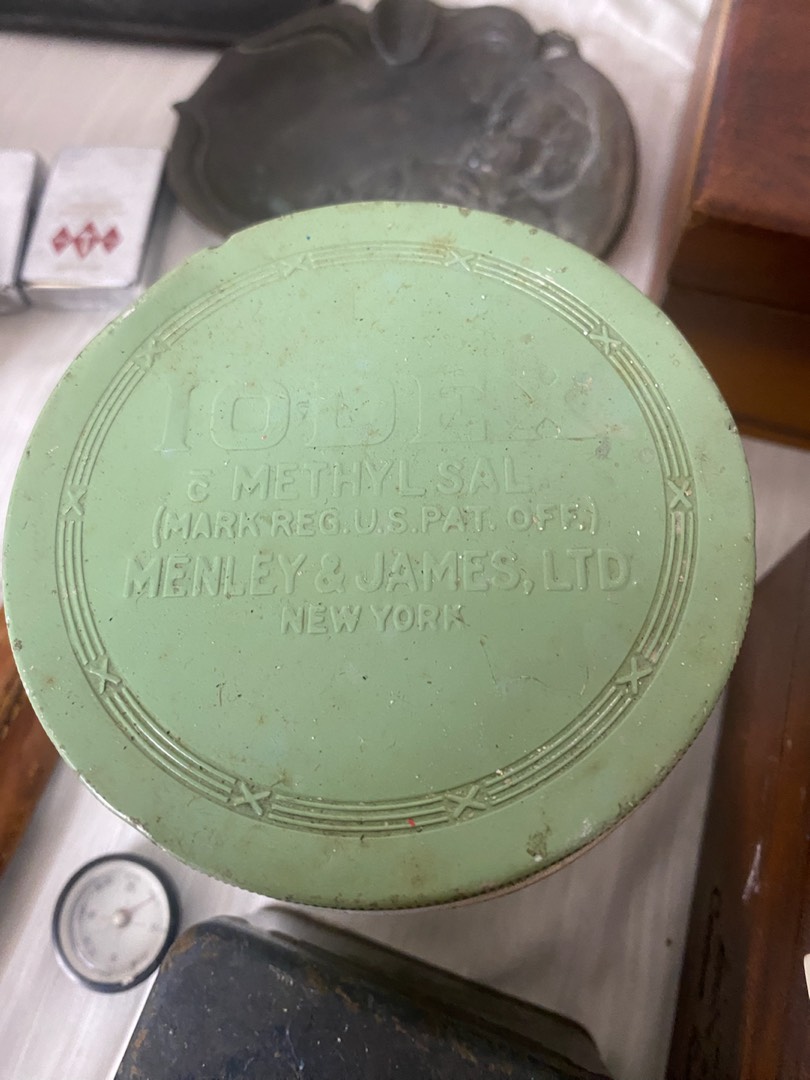 IODEX
c̄ METHYL SAL
(MARK REG. U.S. PAT. OFF.)
MENLEY & JAMES, LTD.
NEW YORK